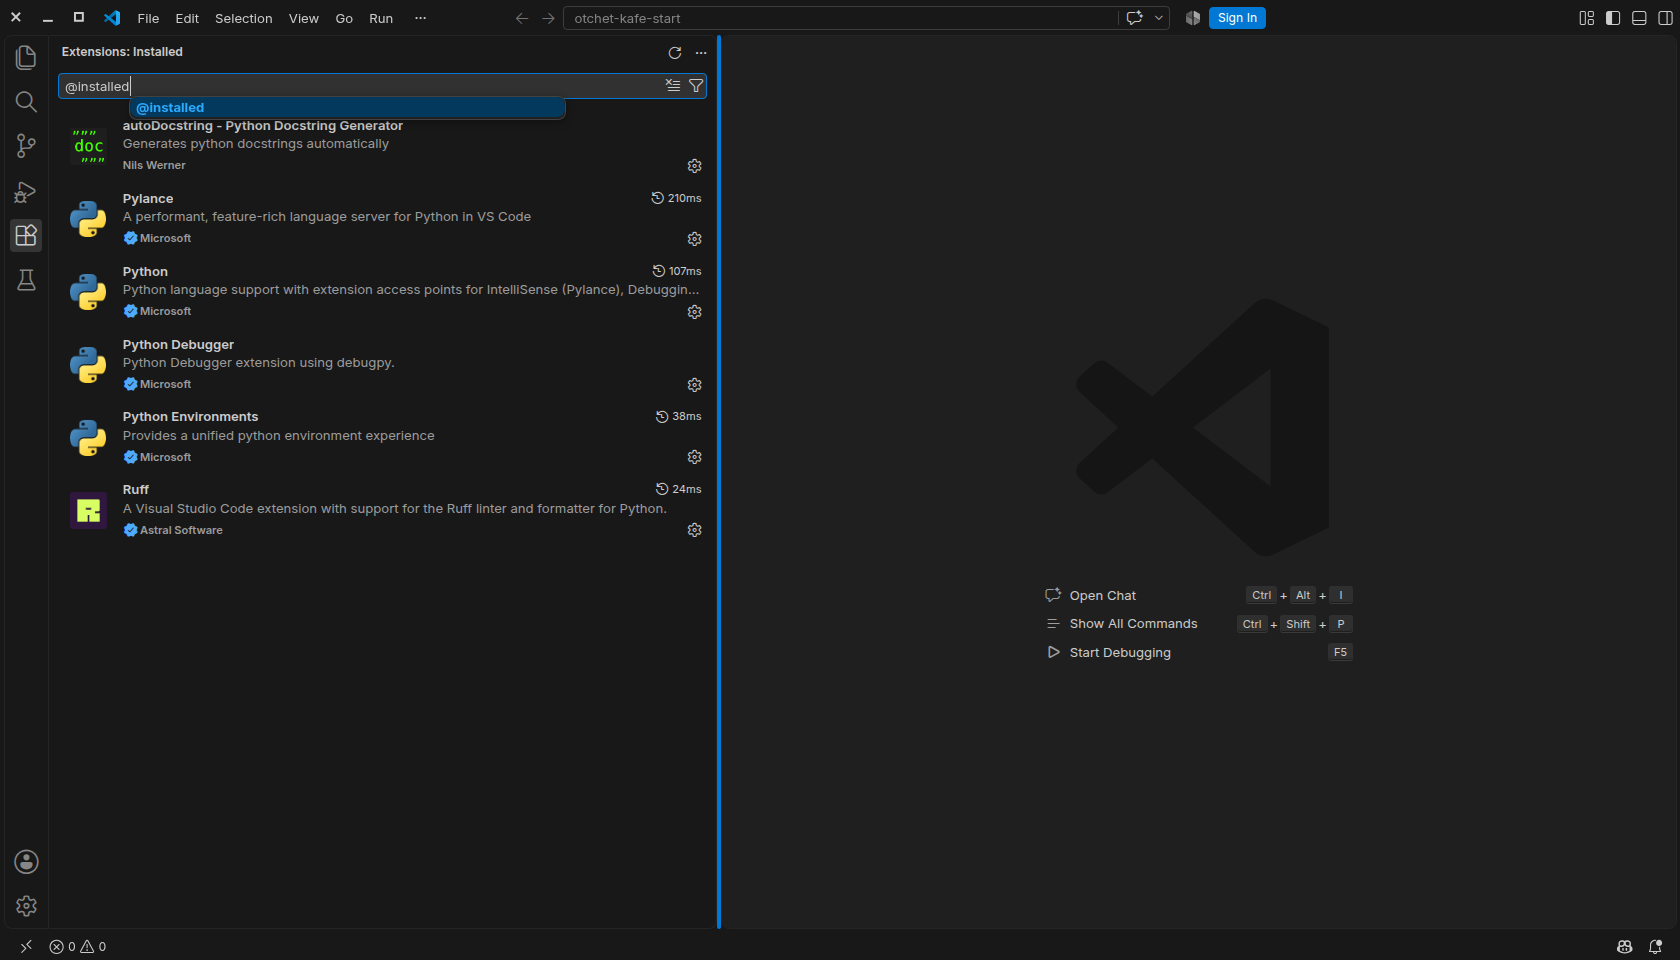 File Edit Selection View Go Run ···
otchet-kafe-start
Sign In
Extensions: Installed
@installed
@installed
autoDocstring - Python Docstring Generator
Generates python docstrings automatically
Nils Werner
""" doc """
Pylance 210ms
A performant, feature-rich language server for Python in VS Code
Microsoft
Python 107ms
Python language support with extension access points for IntelliSense (Pylance), Debuggin...
Microsoft
Python Debugger
Python Debugger extension using debugpy.
Microsoft
Python Environments 38ms
Provides a unified python environment experience
Microsoft
Ruff 24ms
A Visual Studio Code extension with support for the Ruff linter and formatter for Python.
Astral Software
Open Chat Ctrl + Alt + I
Show All Commands Ctrl + Shift + P
Start Debugging F5
0 0